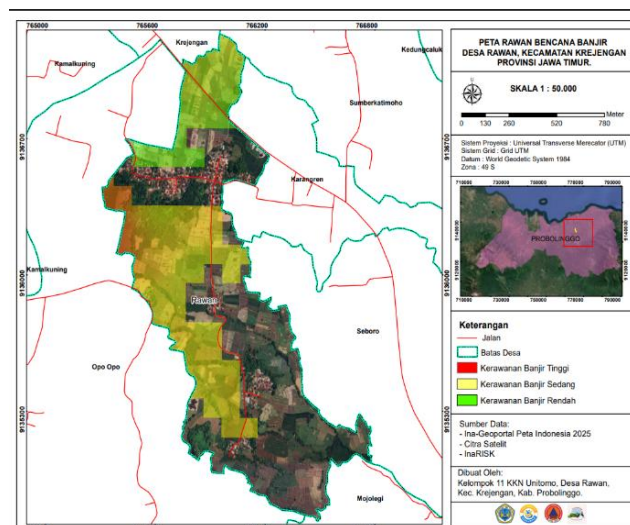 PETA RAWAN BENCANA BANJIR
DESA RAWAN, KECAMATAN KREJENGAN
PROVINSI JAWA TIMUR.
SKALA 1 : 50.000
Meter
0 130 260 520 780
Sistem Proyeksi : Universal Transverse Merecator (UTM)
Sistem Grid : Grid UTM
Datum : World Geodetic System 1984
Zona : 49 S
PROBOLINGGO
Keterangan
Jalan
Batas Desa
Kerawanan Banjir Tinggi
Kerawanan Banjir Sedang
Kerawanan Banjir Rendah
Sumber Data:
- Ina-Geoportal Peta Indonesia 2025
- Citra Satelit
- InaRISK
Dibuat Oleh:
Kelompok 11 KKN Unitomo, Desa Rawan,
Kec. Krejengan, Kab. Probolinggo.
765000 765600 766200 766800
Krejengan
Kamalkuning
Kedungcaluk
Sumberkatimoho
9136700
Karangren
Kamalkuning
9136000
Rawan
Seboro
Opo Opo
9135300
Mojolegi